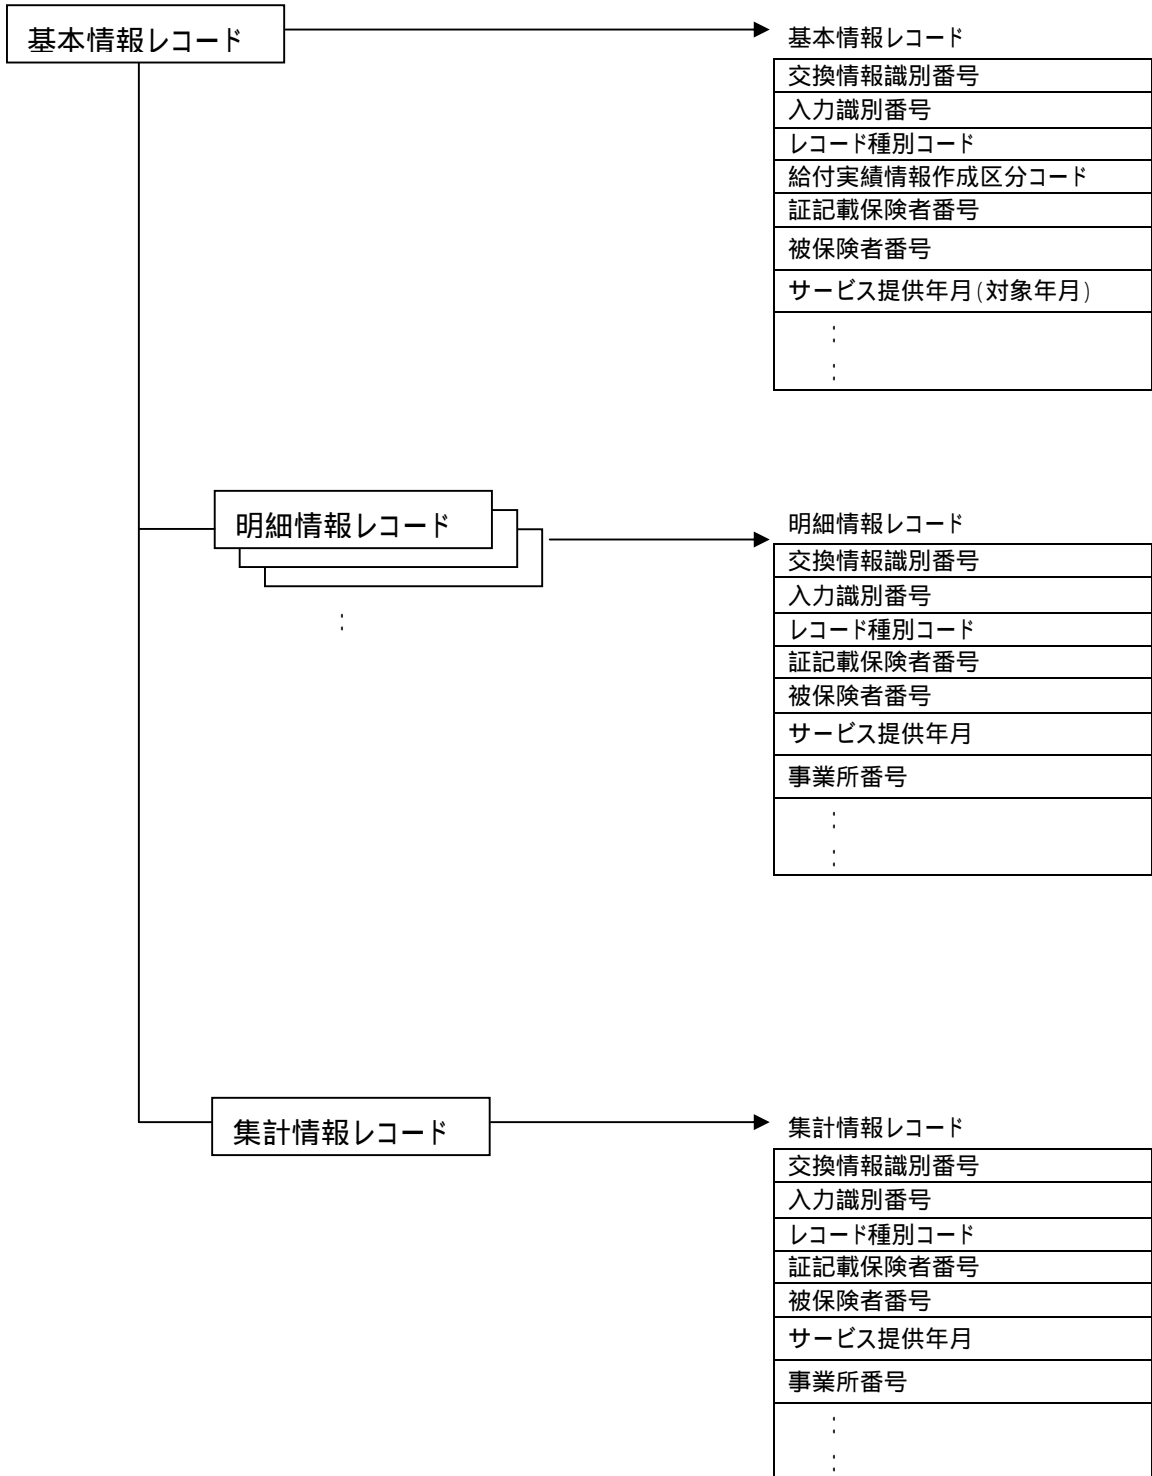 基本情報レコード
基本情報レコード
交換情報識別番号
入力識別番号
レコード種別コード
給付実績情報作成区分コード
証記載保険者番号
被保険者番号
サービス提供年月(対象年月)
:
:
明細情報レコード
:
明細情報レコード
交換情報識別番号
入力識別番号
レコード種別コード
証記載保険者番号
被保険者番号
サービス提供年月
事業所番号
:
:
集計情報レコード
集計情報レコード
交換情報識別番号
入力識別番号
レコード種別コード
証記載保険者番号
被保険者番号
サービス提供年月
事業所番号
:
: